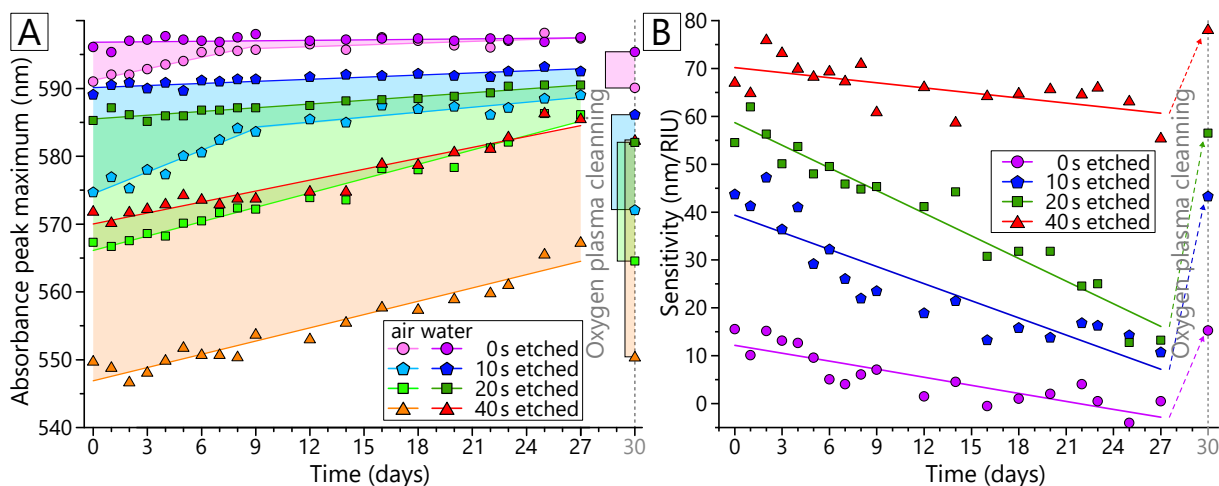 A
Absorbance peak maximum (nm)
590
580
570
560
550
540
0 3 6 9 12 15 18 21 24 27 30
Time (days)
air water
0 s etched
10 s etched
20 s etched
40 s etched
Oxygen plasma cleanning
B
Sensitivity (nm/RIU)
80
70
60
50
40
30
20
10
0
0 3 6 9 12 15 18 21 24 27 30
Time (days)
0 s etched
10 s etched
20 s etched
40 s etched
Oxygen plasma cleanning